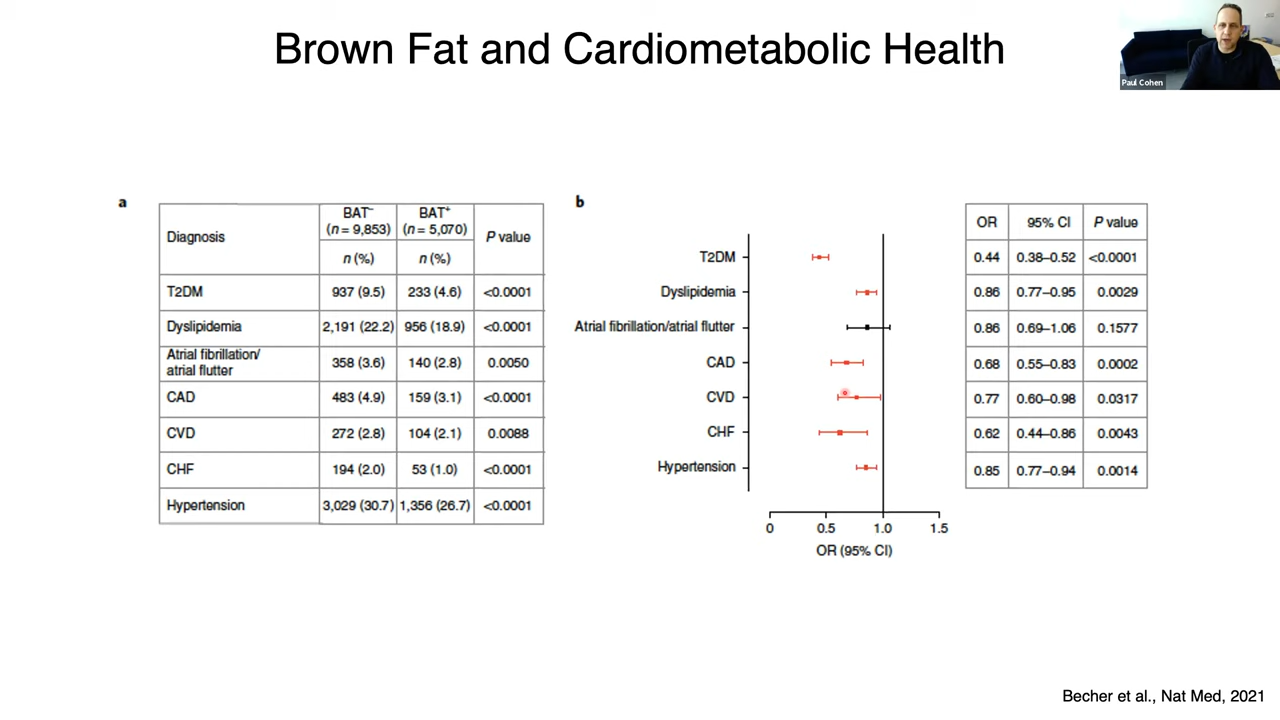 Brown Fat and Cardiometabolic Health
Paul Cohen
a
Diagnosis
BAT⁻
(n = 9,853)
BAT⁺
(n = 5,070)
P value
n (%)
n (%)
T2DM 937 (9.5) 233 (4.6) <0.0001
Dyslipidemia 2,191 (22.2) 956 (18.9) <0.0001
Atrial fibrillation/
atrial flutter 358 (3.6) 140 (2.8) 0.0050
CAD 483 (4.9) 159 (3.1) <0.0001
CVD 272 (2.8) 104 (2.1) 0.0088
CHF 194 (2.0) 53 (1.0) <0.0001
Hypertension 3,029 (30.7) 1,356 (26.7) <0.0001
b
T2DM
Dyslipidemia
Atrial fibrillation/atrial flutter
CAD
CVD
CHF
Hypertension
0 0.5 1.0 1.5
OR (95% CI)
OR 95% CI P value
0.44 0.38–0.52 <0.0001
0.86 0.77–0.95 0.0029
0.86 0.69–1.06 0.1577
0.68 0.55–0.83 0.0002
0.77 0.60–0.98 0.0317
0.62 0.44–0.86 0.0043
0.85 0.77–0.94 0.0014
Becher et al., Nat Med, 2021